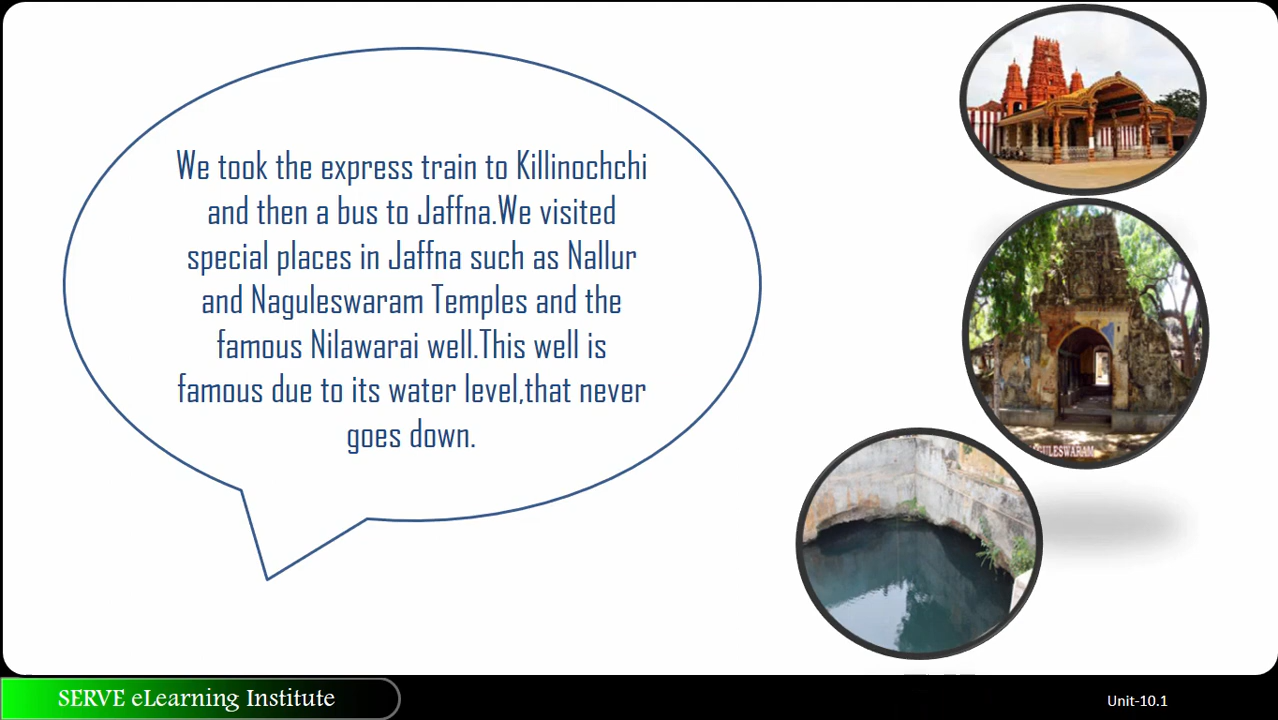 We took the express train to Killinochchi
and then a bus to Jaffna.We visited
special places in Jaffna such as Nallur
and Naguleswaram Temples and the
famous Nilawarai well.This well is
famous due to its water level,that never
goes down.
GULESWARAM
SERVE eLearning Institute
Unit-10.1